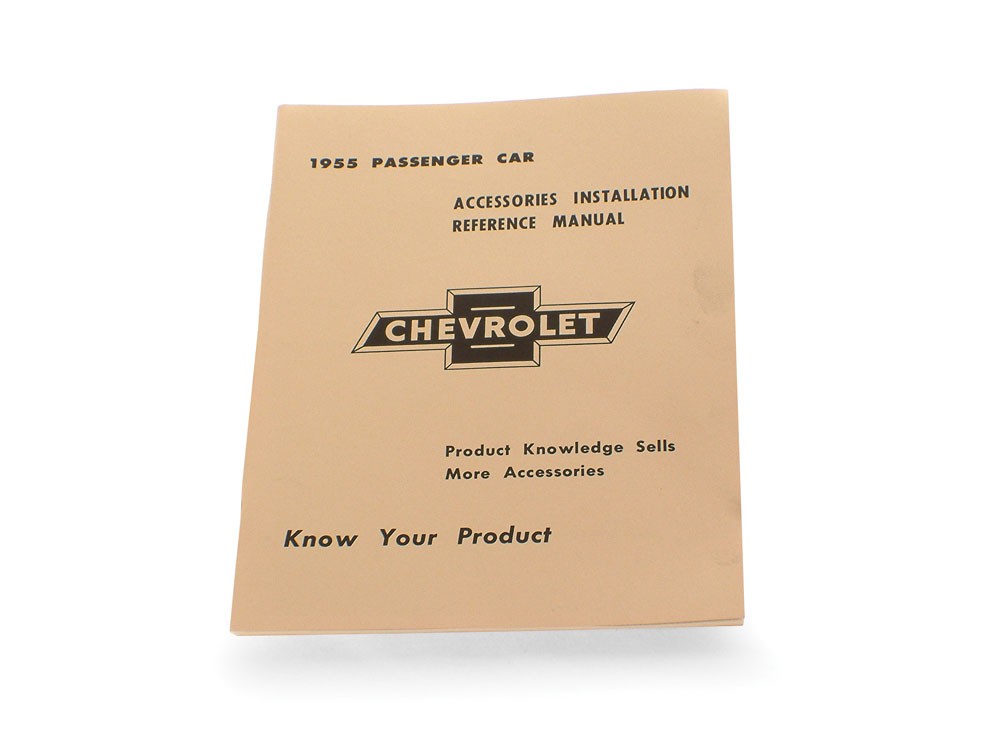 1955 PASSENGER CAR
ACCESSORIES INSTALLATION
REFERENCE MANUAL
CHEVROLET
Product Knowledge Sells
More Accessories
Know Your Product